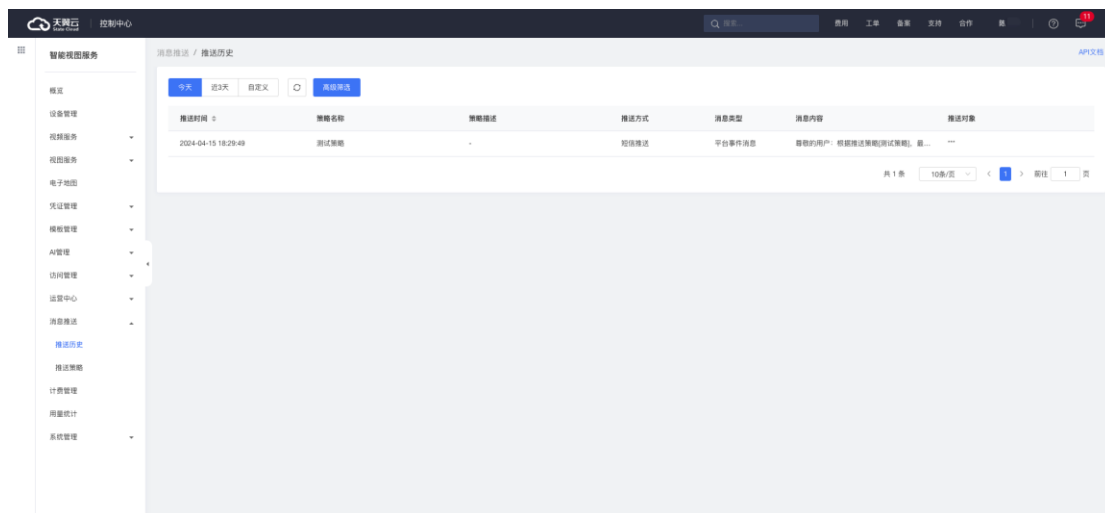 天翼云 控制中心 搜索... 费用 工单 备案 支持 合作 11
State Cloud
智能视图服务
消息推送 / 推送历史 API文档
概览
今天 近3天 自定义 高级筛选
设备管理
推送时间 策略名称 策略描述 推送方式 消息类型 消息内容 推送对象
视频服务
2024-04-15 18:29:49 测试策略 - 短信推送 平台事件消息 尊敬的用户：根据推送策略[测试策略]，最... ***
视图服务
共 1 条 10条/页 < 1 > 前往 1 页
电子地图
凭证管理
模板管理
AI管理
访问管理
运营中心
消息推送
推送历史
推送策略
计费管理
用量统计
系统管理